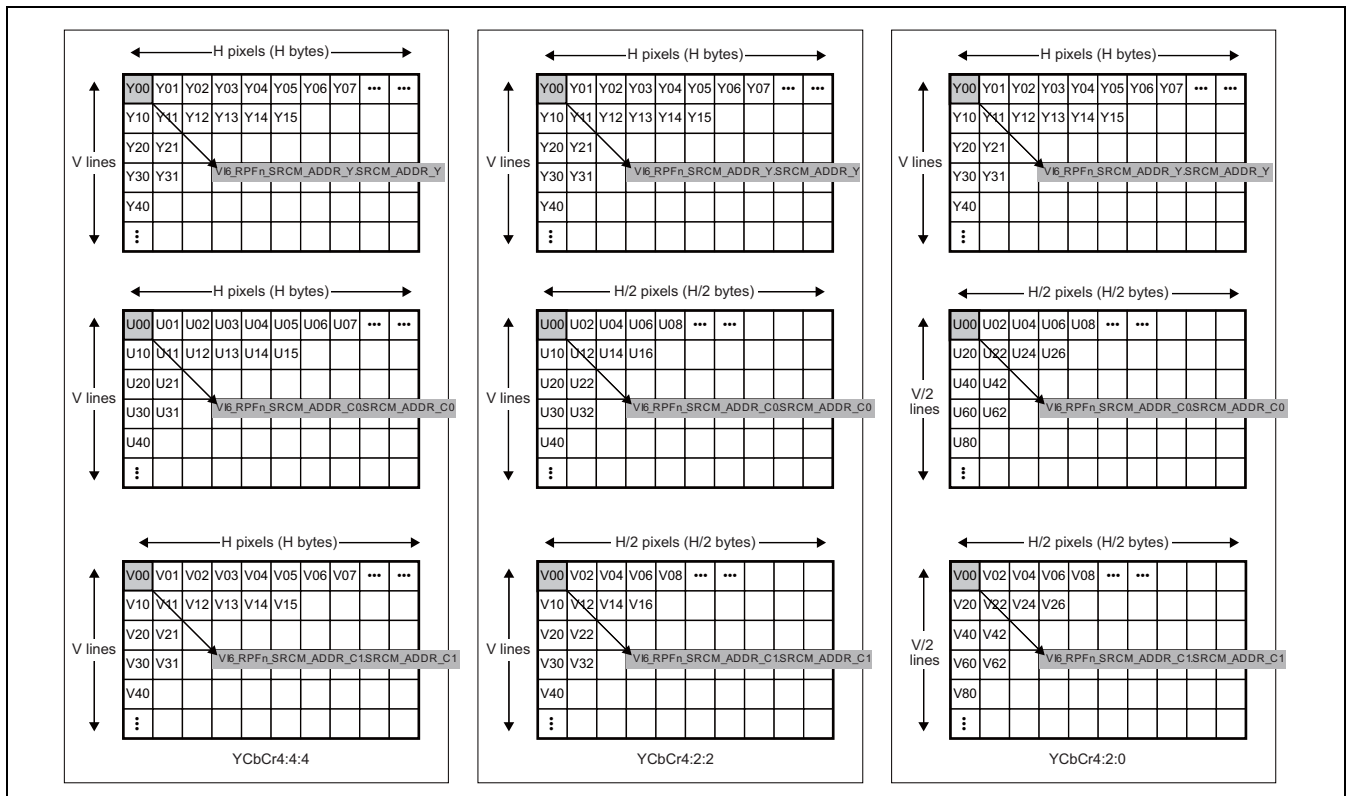 H pixels (H bytes)
Y00 Y01 Y02 Y03 Y04 Y05 Y06 Y07 ••• •••
Y10 Y11 Y12 Y13 Y14 Y15
Y20 Y21
V lines
VI6_RPFn_SRCM_ADDR_Y.SRCM_ADDR_Y
Y30 Y31
Y40
⋮
H pixels (H bytes)
U00 U01 U02 U03 U04 U05 U06 U07 ••• •••
U10 U11 U12 U13 U14 U15
U20 U21
V lines
VI6_RPFn_SRCM_ADDR_C0.SRCM_ADDR_C0
U30 U31
U40
⋮
H pixels (H bytes)
V00 V01 V02 V03 V04 V05 V06 V07 ••• •••
V10 V11 V12 V13 V14 V15
V20 V21
V lines
VI6_RPFn_SRCM_ADDR_C1.SRCM_ADDR_C1
V30 V31
V40
⋮
YCbCr4:4:4
H pixels (H bytes)
Y00 Y01 Y02 Y03 Y04 Y05 Y06 Y07 ••• •••
Y10 Y11 Y12 Y13 Y14 Y15
Y20 Y21
V lines
VI6_RPFn_SRCM_ADDR_Y.SRCM_ADDR_Y
Y30 Y31
Y40
⋮
H/2 pixels (H/2 bytes)
U00 U02 U04 U06 U08 ••• •••
U10 U12 U14 U16
U20 U22
V lines
VI6_RPFn_SRCM_ADDR_C0.SRCM_ADDR_C0
U30 U32
U40
⋮
H/2 pixels (H/2 bytes)
V00 V02 V04 V06 V08 ••• •••
V10 V12 V14 V16
V20 V22
V lines
VI6_RPFn_SRCM_ADDR_C1.SRCM_ADDR_C1
V30 V32
V40
⋮
YCbCr4:2:2
H pixels (H bytes)
Y00 Y01 Y02 Y03 Y04 Y05 Y06 Y07 ••• •••
Y10 Y11 Y12 Y13 Y14 Y15
Y20 Y21
V lines
VI6_RPFn_SRCM_ADDR_Y.SRCM_ADDR_Y
Y30 Y31
Y40
⋮
H/2 pixels (H/2 bytes)
U00 U02 U04 U06 U08 ••• •••
U20 U22 U24 U26
U40 U42
V/2
lines
VI6_RPFn_SRCM_ADDR_C0.SRCM_ADDR_C0
U60 U62
U80
⋮
H/2 pixels (H/2 bytes)
V00 V02 V04 V06 V08 ••• •••
V20 V22 V24 V26
V40 V42
V/2
lines
VI6_RPFn_SRCM_ADDR_C1.SRCM_ADDR_C1
V60 V62
V80
⋮
YCbCr4:2:0